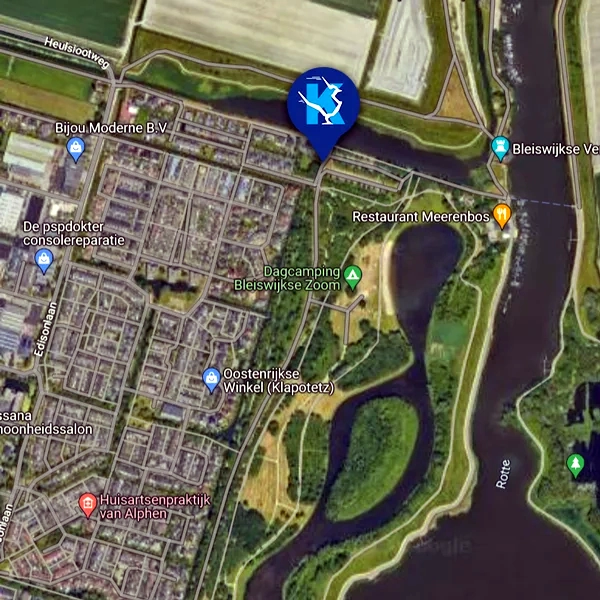 Heulslootweg
K
Bijou Moderne B.V
Bleiswijkse Ve
Restaurant Meerenbos
De pspdokter
consolereparatie
Dagcamping
Bleiswijkse Zoom
Edisonlaan
Oostenrijkse
Winkel (Klapotetz)
ssana
hoonheidssalon
Rotte
Huisartsenpraktijk
van Alphen
onlaan